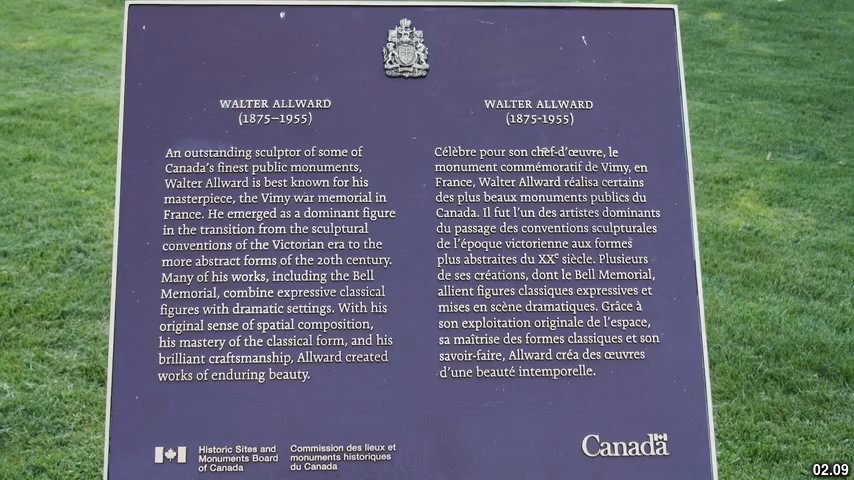 WALTER ALLWARD
(1875–1955)
An outstanding sculptor of some of
Canada's finest public monuments,
Walter Allward is best known for his
masterpiece, the Vimy war memorial in
France. He emerged as a dominant figure
in the transition from the sculptural
conventions of the Victorian era to the
more abstract forms of the 20th century.
Many of his works, including the Bell
Memorial, combine expressive classical
figures with dramatic settings. With his
original sense of spatial composition,
his mastery of the classical form, and his
brilliant craftsmanship, Allward created
works of enduring beauty.
WALTER ALLWARD
(1875-1955)
Célèbre pour son chef-d'œuvre, le
monument commémoratif de Vimy, en
France, Walter Allward réalisa certains
des plus beaux monuments publics du
Canada. Il fut l'un des artistes dominants
du passage des conventions sculpturales
de l'époque victorienne aux formes
plus abstraites du XXe siècle. Plusieurs
de ses créations, dont le Bell Memorial,
allient figures classiques expressives et
mises en scène dramatiques. Grâce à
son exploitation originale de l'espace,
sa maîtrise des formes classiques et son
savoir-faire, Allward créa des œuvres
d'une beauté intemporelle.
Historic Sites and
Monuments Board
of Canada
Commission des lieux et
monuments historiques
du Canada
Canada
02.09